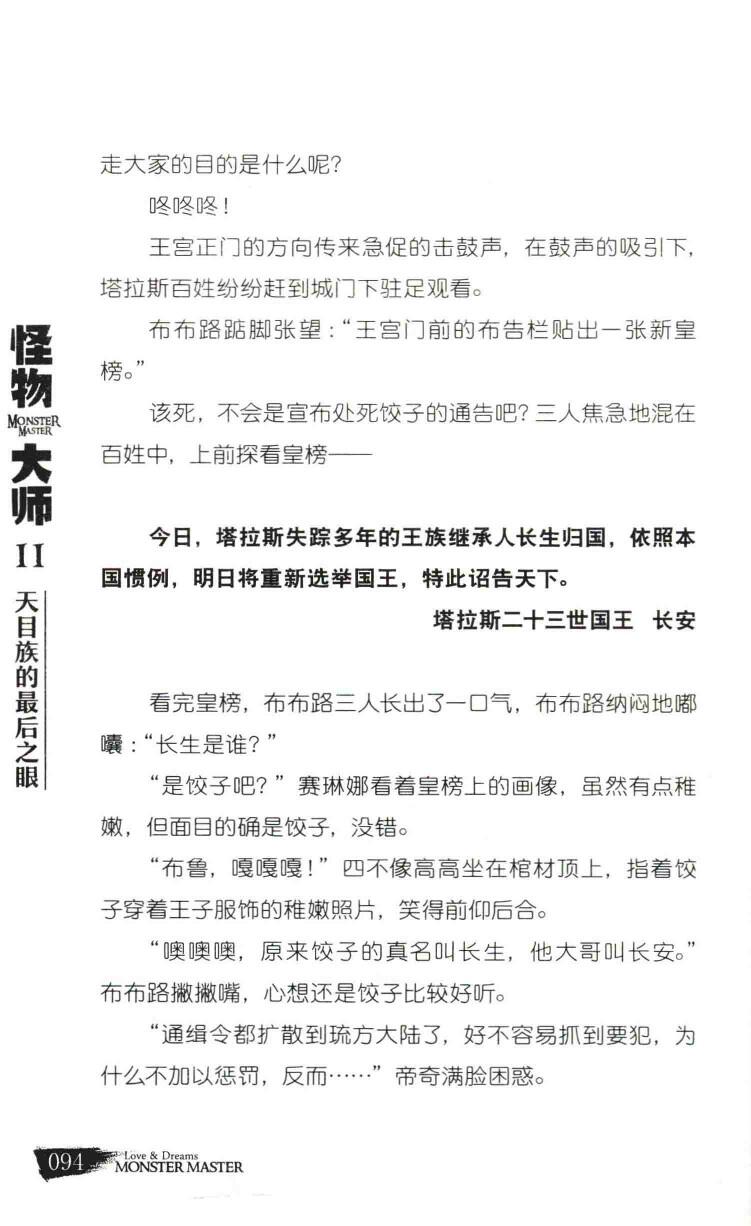 走大家的目的是什么呢？
咚咚咚！
王宫正门的方向传来急促的击鼓声，在鼓声的吸引下，
塔拉斯百姓纷纷赶到城门下驻足观看。
布布路踮脚张望：“王宫门前的布告栏贴出一张新皇
榜。”
该死，不会是宣布处死饺子的通告吧？三人焦急地混在
百姓中，上前探看皇榜——
今日，塔拉斯失踪多年的王族继承人长生归国，依照本
国惯例，明日将重新选举国王，特此诏告天下。
塔拉斯二十三世国王 长安
看完皇榜，布布路三人长出了一口气，布布路纳闷地嘟
囔：“长生是谁？”
“是饺子吧？”赛琳娜看着皇榜上的画像，虽然有点稚
嫩，但面目的确是饺子，没错。
“布鲁，嘎嘎嘎！”四不像高高坐在棺材顶上，指着饺
子穿着王子服饰的稚嫩照片，笑得前仰后合。
“噢噢噢，原来饺子的真名叫长生，他大哥叫长安。”
布布路撇撇嘴，心想还是饺子比较好听。
“通缉令都扩散到琉方大陆了，好不容易抓到要犯，为
什么不加以惩罚，反而……”帝奇满脸困惑。
怪物
MONSTER
MASTER
大师
II
天目族的最后之眼
094
Love & Dreams
MONSTER MASTER